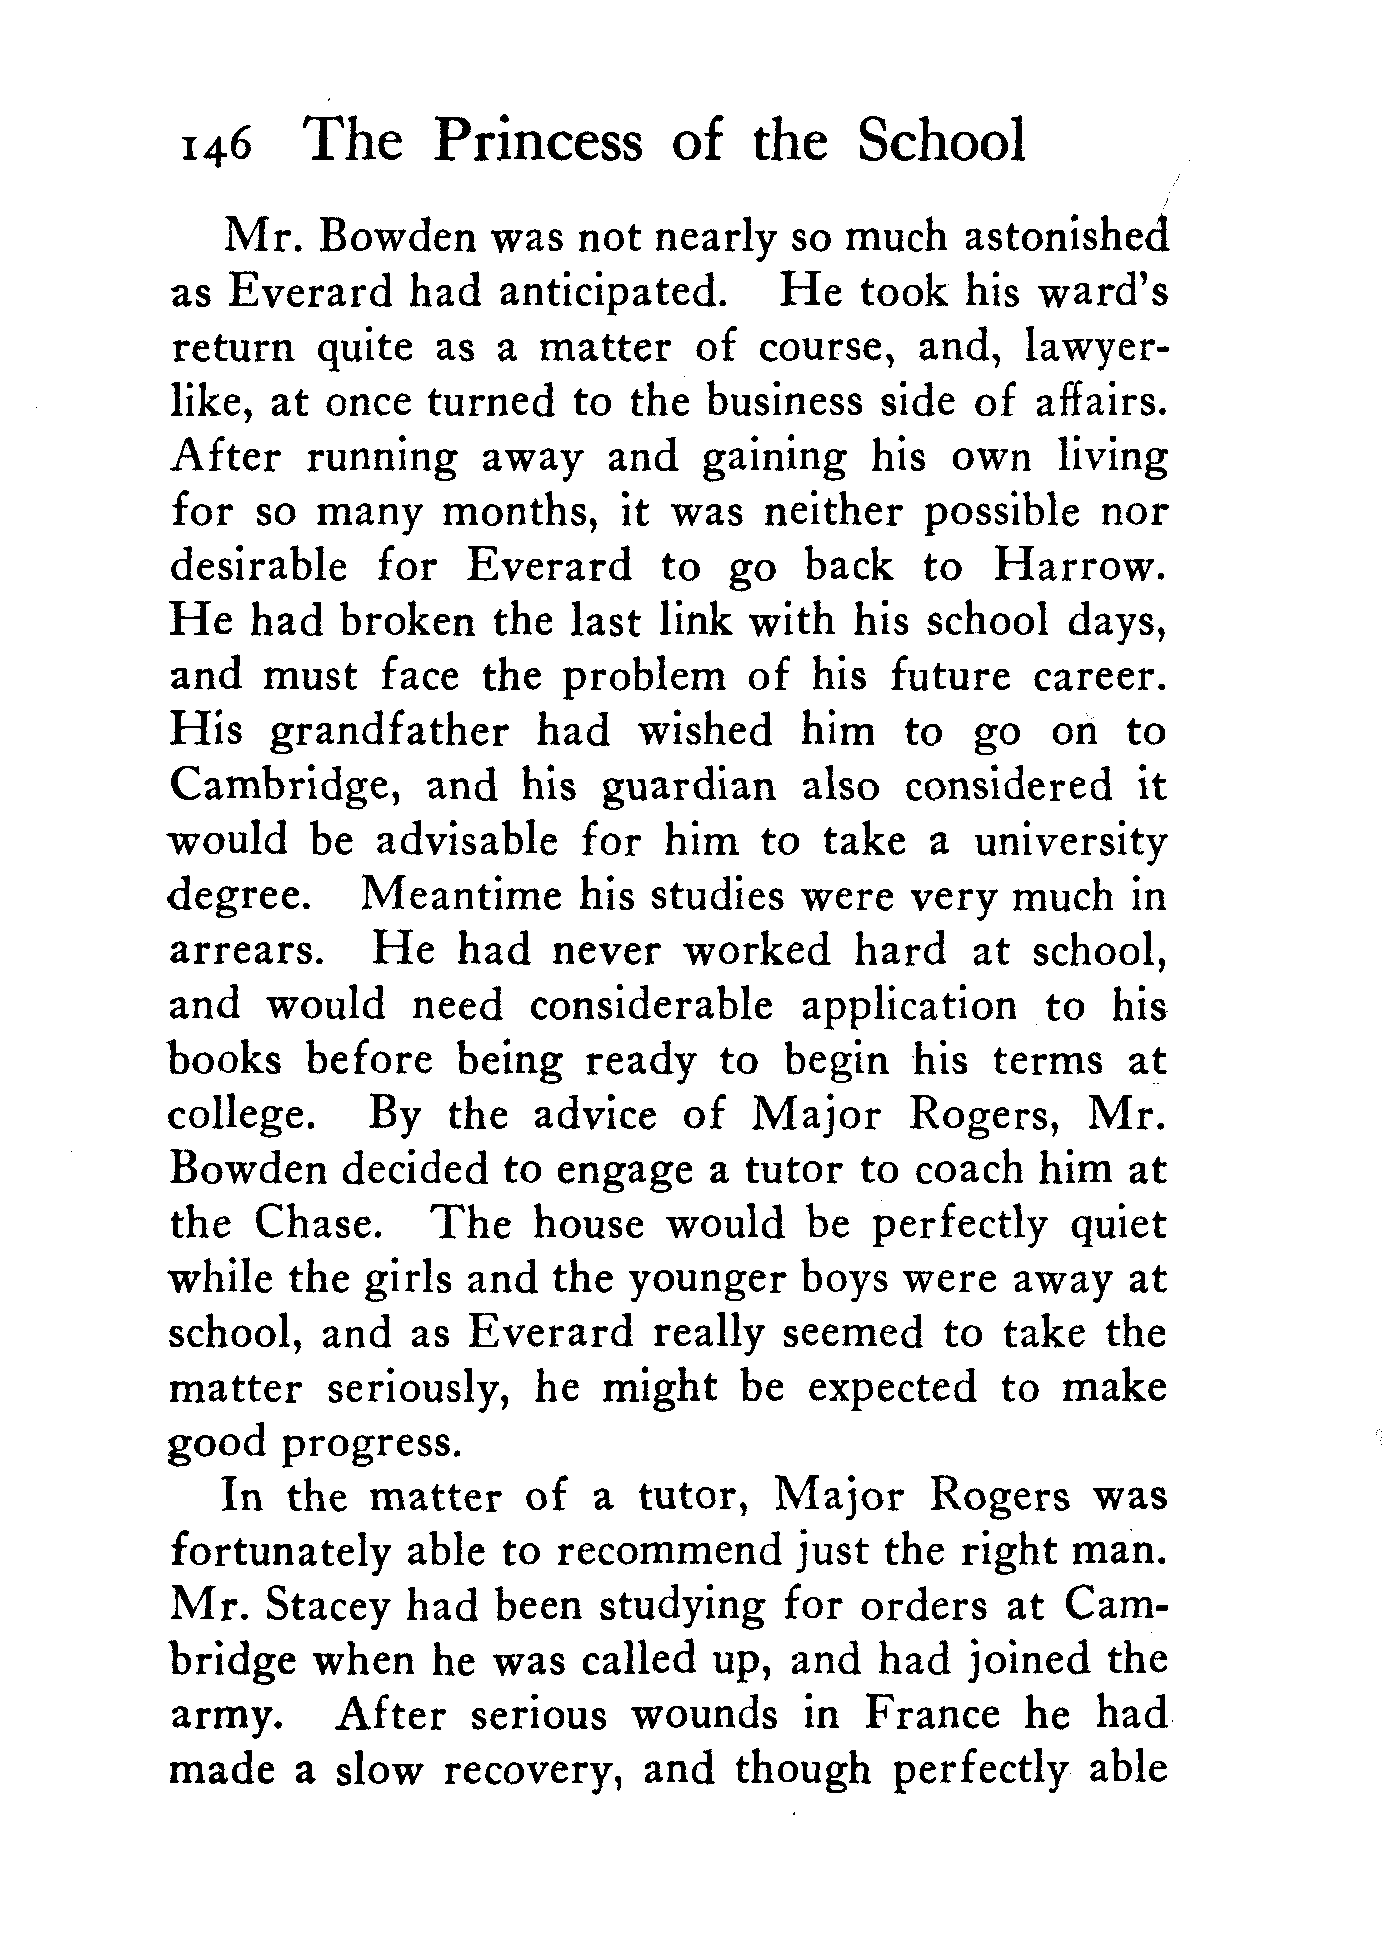 146 The Princess of the School
Mr. Bowden was not nearly so much astonished
as Everard had anticipated. He took his ward's
return quite as a matter of course, and, lawyer-
like, at once turned to the business side of affairs.
After running away and gaining his own living
for so many months, it was neither possible nor
desirable for Everard to go back to Harrow.
He had broken the last link with his school days,
and must face the problem of his future career.
His grandfather had wished him to go on to
Cambridge, and his guardian also considered it
would be advisable for him to take a university
degree. Meantime his studies were very much in
arrears. He had never worked hard at school,
and would need considerable application to his
books before being ready to begin his terms at
college. By the advice of Major Rogers, Mr.
Bowden decided to engage a tutor to coach him at
the Chase. The house would be perfectly quiet
while the girls and the younger boys were away at
school, and as Everard really seemed to take the
matter seriously, he might be expected to make
good progress.
In the matter of a tutor, Major Rogers was
fortunately able to recommend just the right man.
Mr. Stacey had been studying for orders at Cam-
bridge when he was called up, and had joined the
army. After serious wounds in France he had
made a slow recovery, and though perfectly able